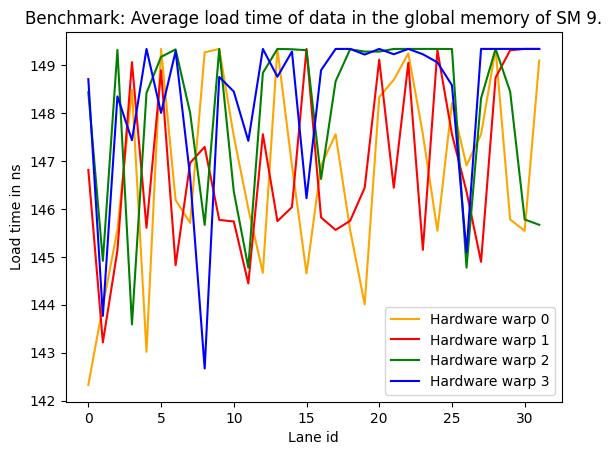 Benchmark: Average load time of data in the global memory of SM 9.
149
148
147
146
145
144
143
142
Load time in ns
Hardware warp 0
Hardware warp 1
Hardware warp 2
Hardware warp 3
0 5 10 15 20 25 30
Lane id